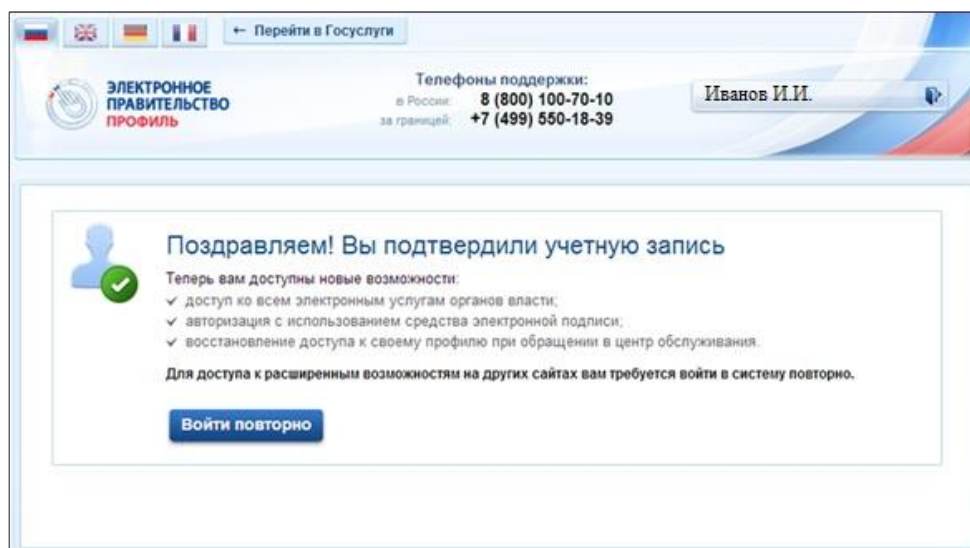 ← Перейти в Госуслуги
ЭЛЕКТРОННОЕ
ПРАВИТЕЛЬСТВО
ПРОФИЛЬ
Телефоны поддержки:
в России: 8 (800) 100-70-10
за границей: +7 (499) 550-18-39
Иванов И.И.
Поздравляем! Вы подтвердили учетную запись
Теперь вам доступны новые возможности:
✓ доступ ко всем электронным услугам органов власти;
✓ авторизация с использованием средства электронной подписи;
✓ восстановление доступа к своему профилю при обращении в центр обслуживания.
Для доступа к расширенным возможностям на других сайтах вам требуется войти в систему повторно.
Войти повторно